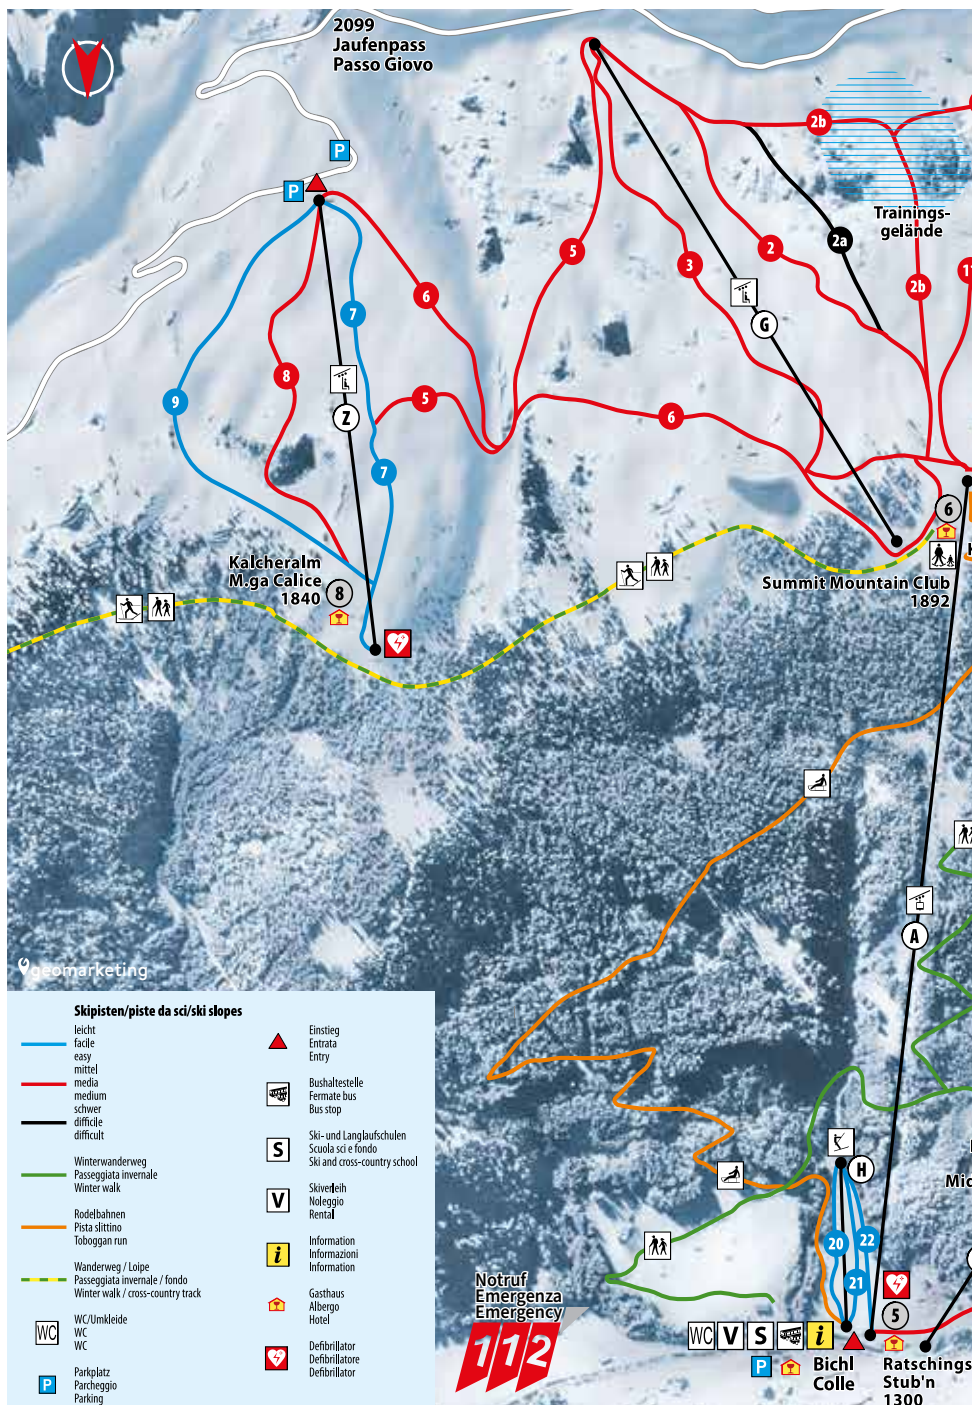 2099
Jaufenpass
Passo Giovo
P
P
2b
Trainings-
gelände
2a
2
3
5
6
7
G
2b
8
Z
9
5
6
7
6
Kalcheralm
M.ga Calice
1840
8
Summit Mountain Club
1892
A
geomarketing
H
20
22
21
5
Notruf
Emergenza
Emergency
112
WC
V
S
i
P
Bichl
Colle
Ratschings
Stub'n
1300
Skipisten/piste da sci/ski slopes
leicht
facile
easy
mittel
media
medium
schwer
difficile
difficult
Winterwanderweg
Passeggiata invernale
Winter walk
Rodelbahnen
Pista slittino
Toboggan run
Wanderweg / Loipe
Passeggiata invernale / fondo
Winter walk / cross-country track
WC
WC/Umkleide
WC
WC
P
Parkplatz
Parcheggio
Parking
Einstieg
Entrata
Entry
Bushaltestelle
Fermate bus
Bus stop
S
Ski- und Langlaufschulen
Scuola sci e fondo
Ski and cross-country school
V
Skiverleih
Noleggio
Rental
i
Information
Informazioni
Information
Gasthaus
Albergo
Hotel
Defibrillator
Defibrillatore
Defibrillator